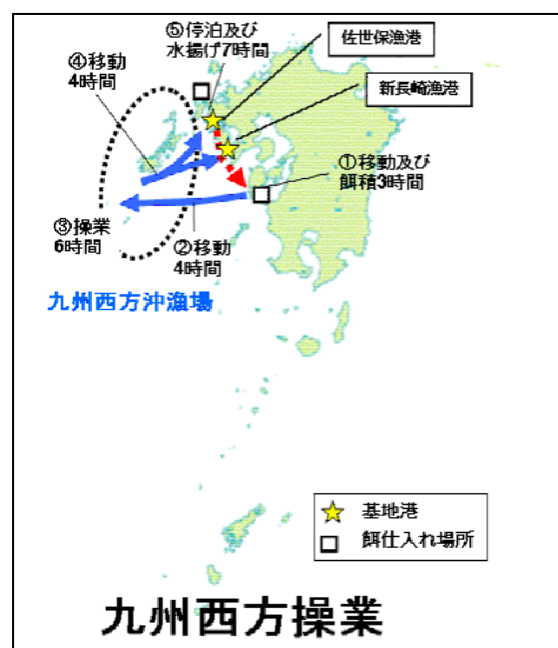 ⑤停泊及び
水揚げ7時間
佐世保漁港
④移動
4時間
新長崎漁港
①移動及び
餌積3時間
③操業
6時間
②移動
4時間
九州西方沖漁場
基地港
餌仕入れ場所
九州西方操業